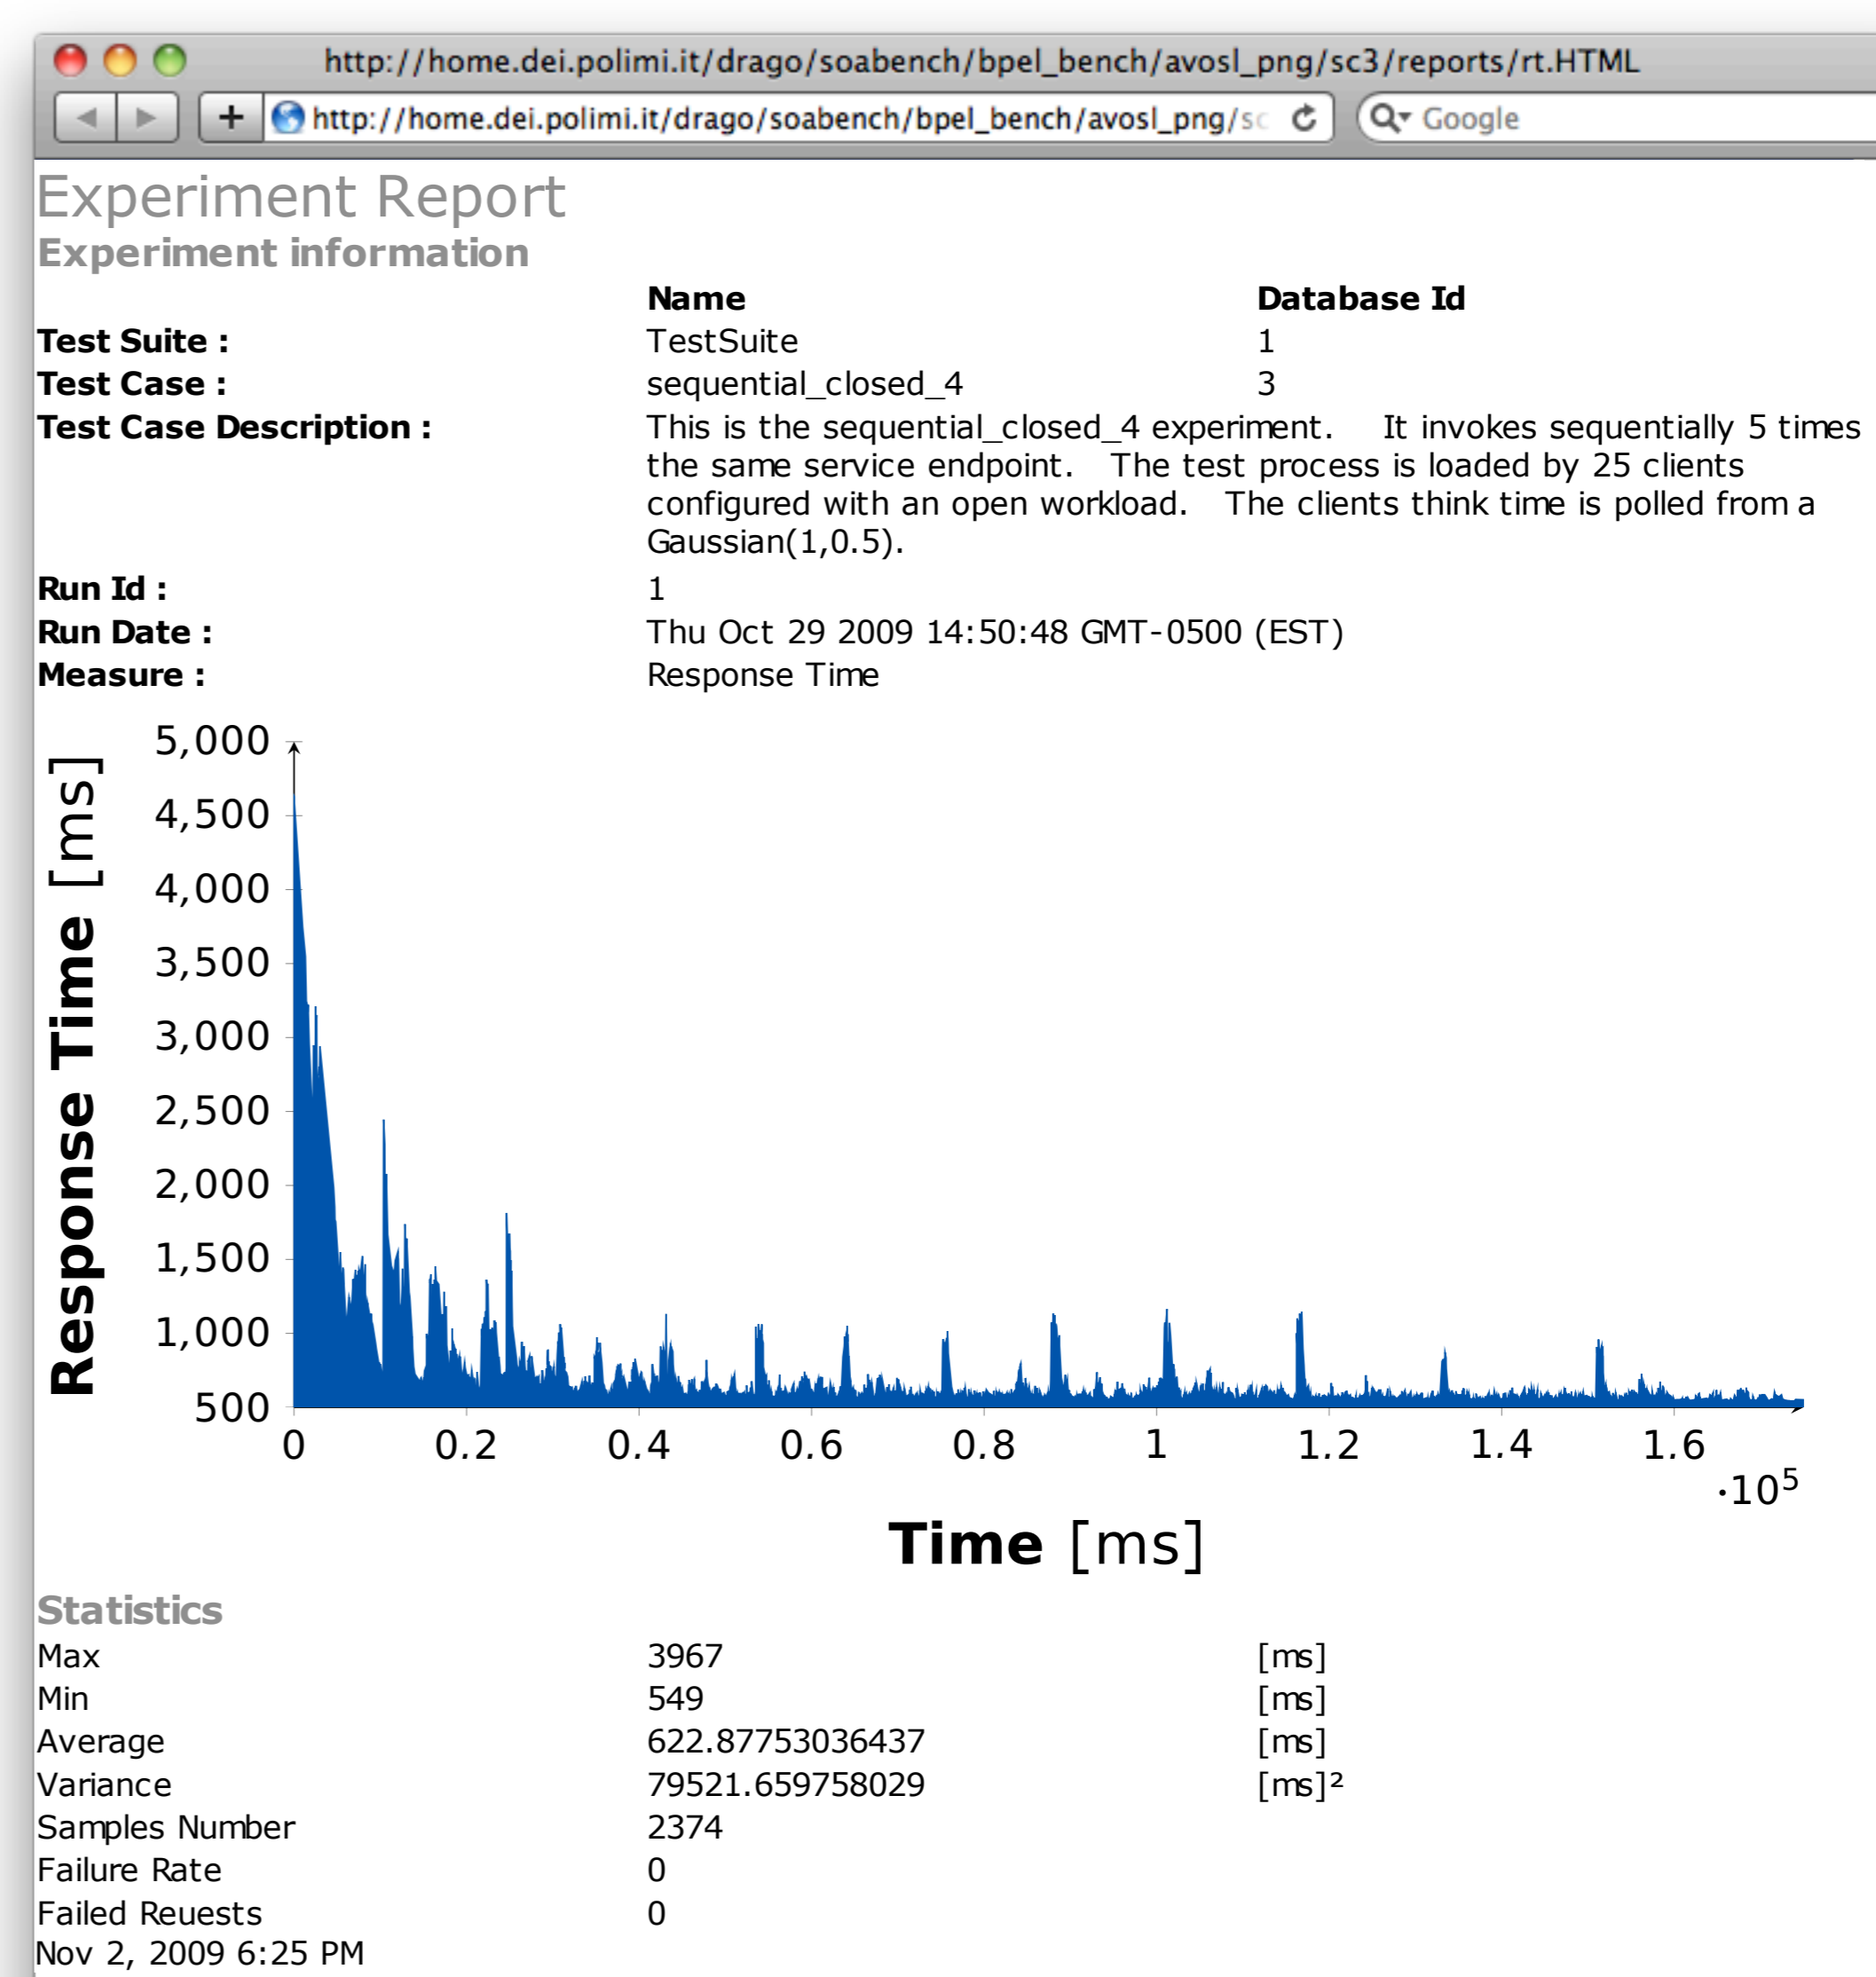 http://home.dei.polimi.it/drago/soabench/bpel_bench/avosl_png/sc3/reports/rt.HTML
+ http://home.dei.polimi.it/drago/soabench/bpel_bench/avosl_png/sc Google
Experiment Report
Experiment information
Name Database Id
Test Suite : TestSuite 1
Test Case : sequential_closed_4 3
Test Case Description : This is the sequential_closed_4 experiment. It invokes sequentially 5 times
the same service endpoint. The test process is loaded by 25 clients
configured with an open workload. The clients think time is polled from a
Gaussian(1,0.5).
Run Id : 1
Run Date : Thu Oct 29 2009 14:50:48 GMT-0500 (EST)
Measure : Response Time
Response Time [ms]
5,000
4,500
4,000
3,500
3,000
2,500
2,000
1,500
1,000
500
0 0.2 0.4 0.6 0.8 1 1.2 1.4 1.6
·10⁵
Time [ms]
Statistics
Max 3967 [ms]
Min 549 [ms]
Average 622.87753036437 [ms]
Variance 79521.659758029 [ms]²
Samples Number 2374
Failure Rate 0
Failed Reuests 0
Nov 2, 2009 6:25 PM